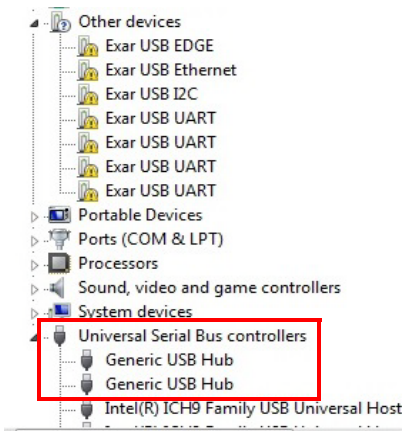 Other devices
Exar USB EDGE
Exar USB Ethernet
Exar USB I2C
Exar USB UART
Exar USB UART
Exar USB UART
Exar USB UART
Portable Devices
Ports (COM & LPT)
Processors
Sound, video and game controllers
System devices
Universal Serial Bus controllers
Generic USB Hub
Generic USB Hub
Intel(R) ICH9 Family USB Universal Host